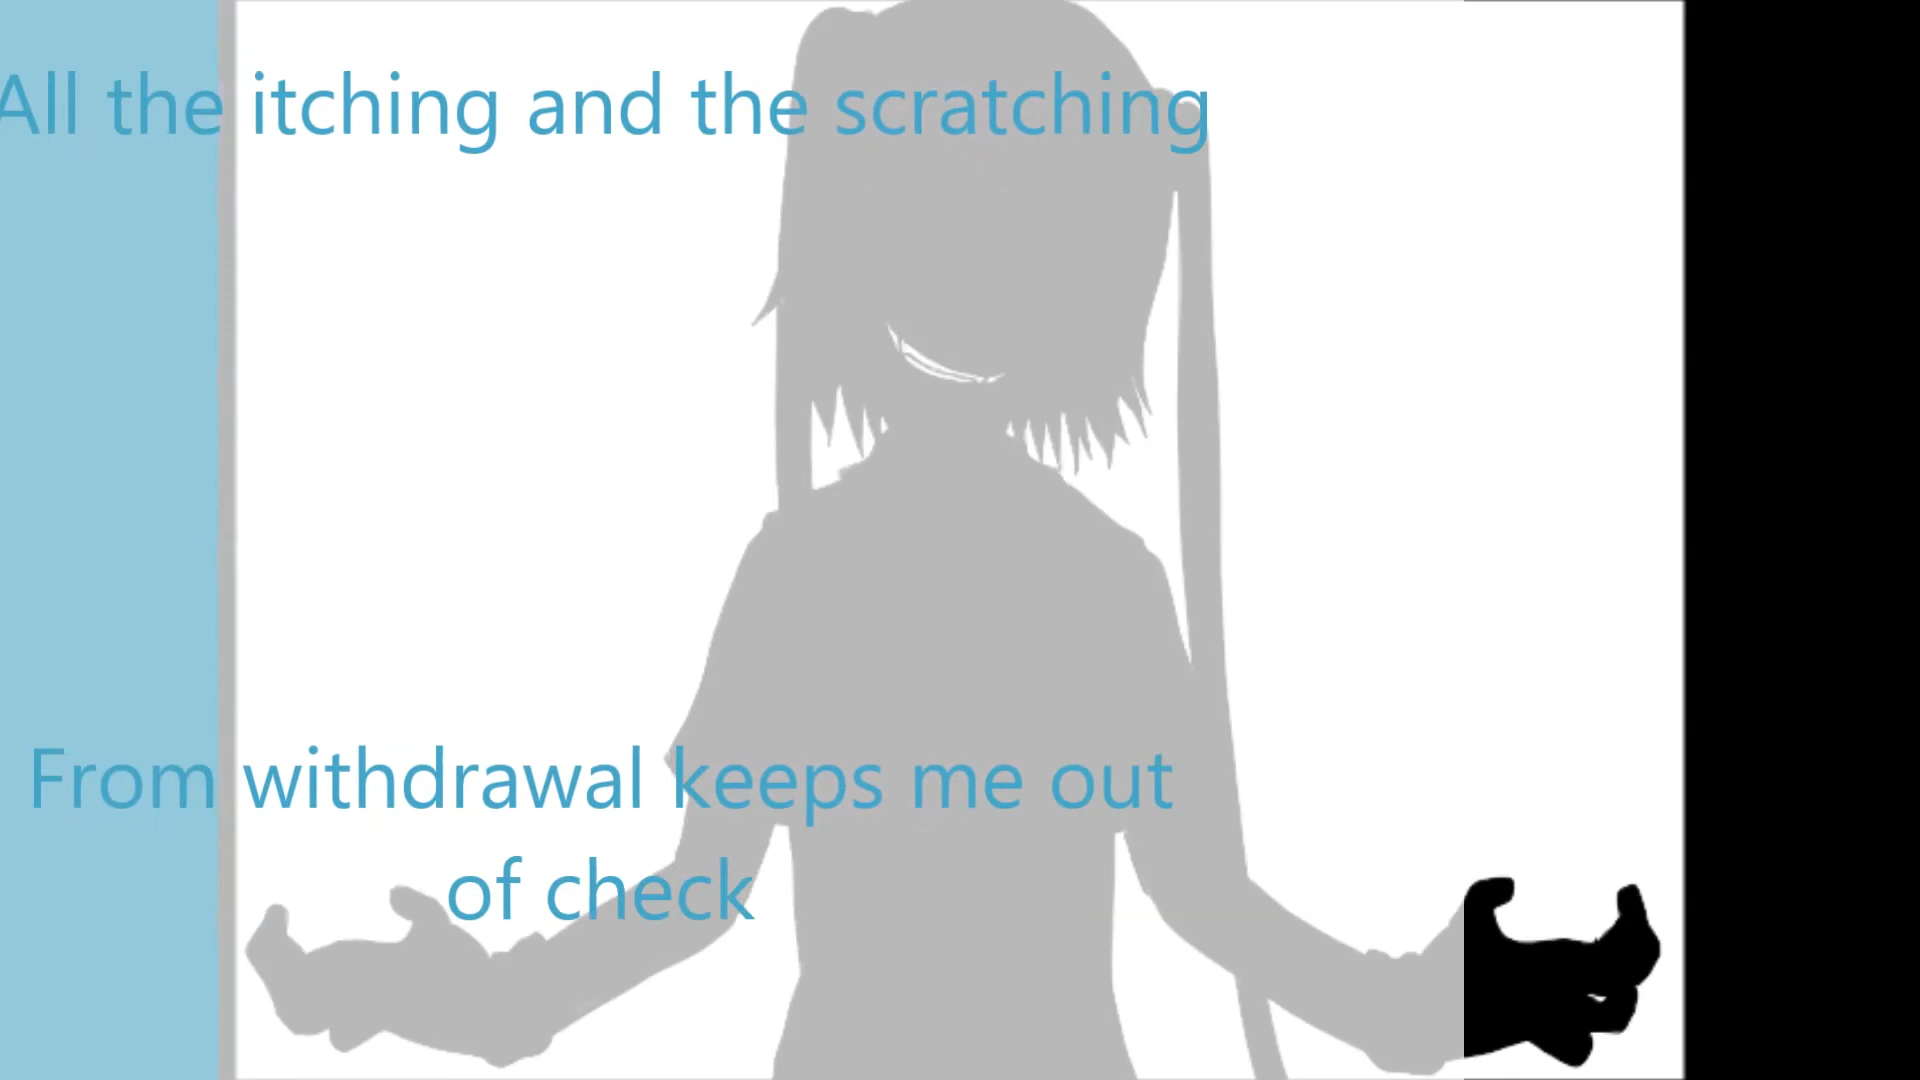 All the itching and the scratching
From withdrawal keeps me out
of check